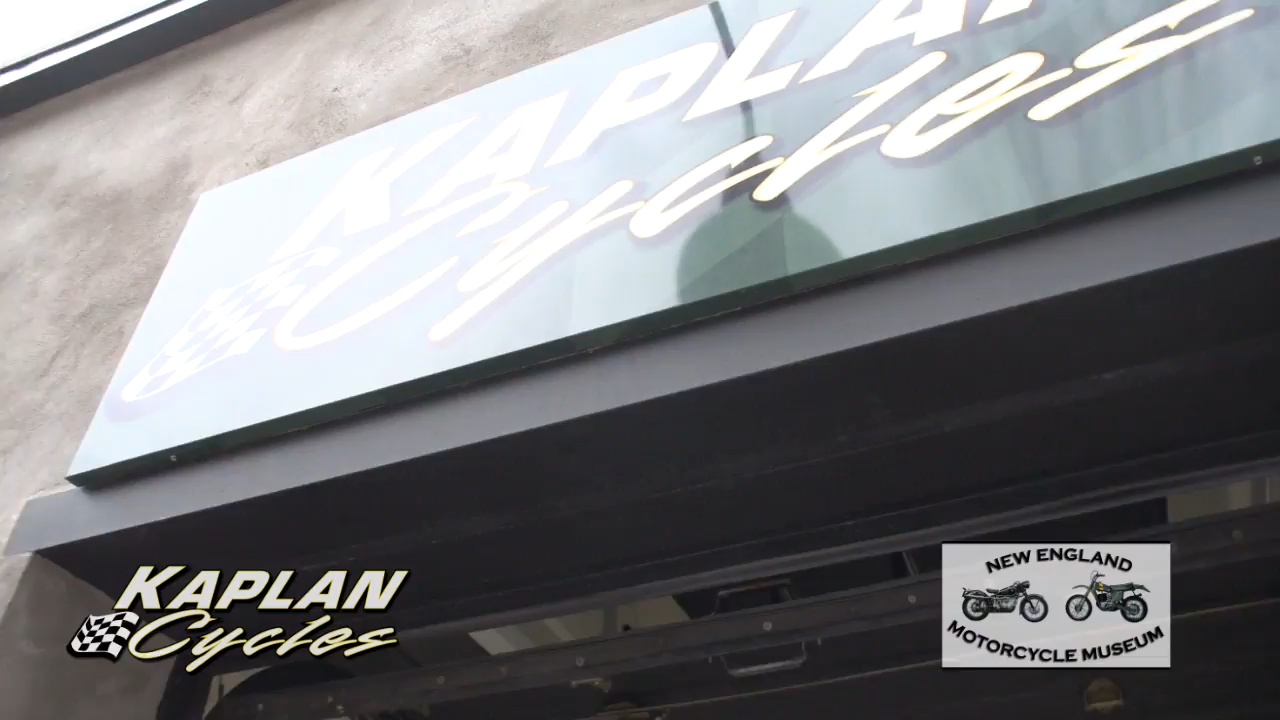 KAPLAN
Cycles
KAPLAN
Cycles
NEW ENGLAND
MOTORCYCLE MUSEUM